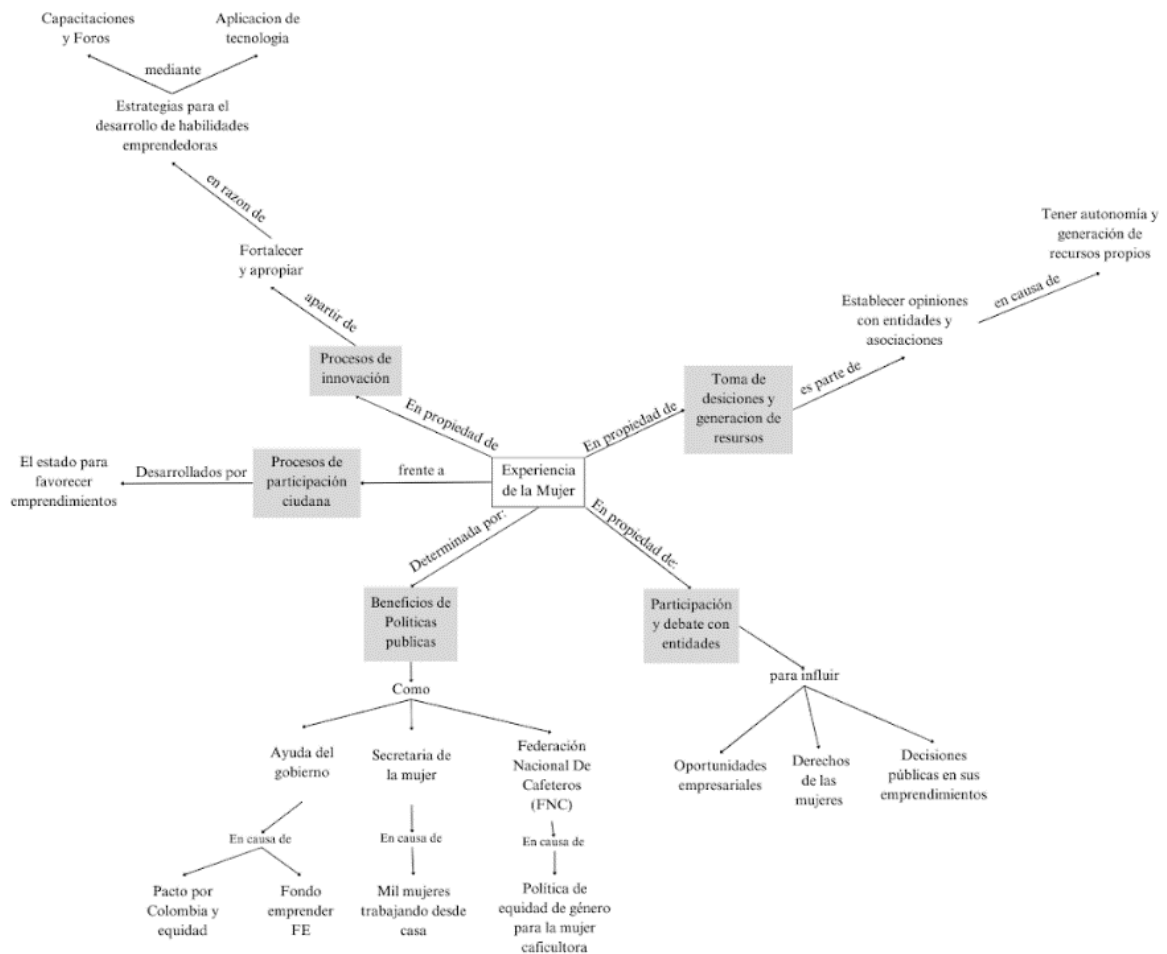 Capacitaciones
y Foros
Aplicacion de
tecnología
mediante
Estrategias para el
desarrollo de habilidades
emprendedoras
en razon de
Fortalecer
y apropiar
apartir de
Procesos de
innovación
En propiedad de
Tener autonomía y
generación de
recursos propios
en causa de
Establecer opiniones
con entidades y
asociaciones
es parte de
Toma de
desiciones y
generacion de
resursos
En propiedad de
El estado para
favorecer
emprendimientos
Desarrollados por
Procesos de
participación
ciudana
frente a
Experiencia
de la Mujer
Determinada por:
En propiedad de:
Beneficios de
Políticas
publicas
Participación
y debate con
entidades
Como
para influir
Ayuda del
gobierno
Secretaria de
la mujer
Federación
Nacional De
Cafeteros
(FNC)
Oportunidades
empresariales
Derechos
de las
mujeres
Decisiones
públicas en sus
emprendimientos
En causa de
En causa de
En causa de
Pacto por
Colombia y
equidad
Fondo
emprender
FE
Mil mujeres
trabajando desde
casa
Política de
equidad de género
para la mujer
caficultora